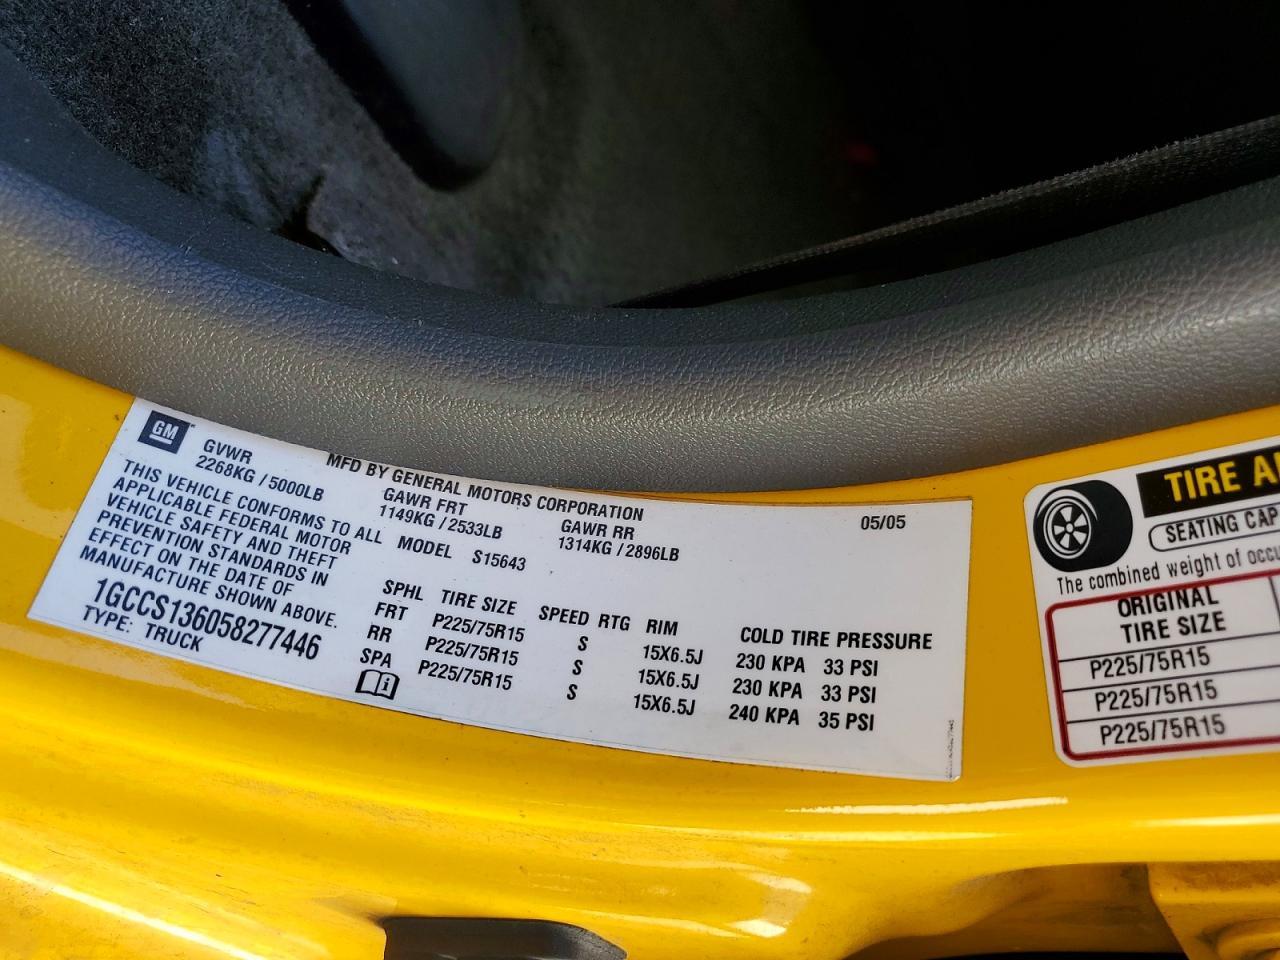 GM
MFD BY GENERAL MOTORS CORPORATION
05/05
GVWR GAWR FRT GAWR RR
2268KG / 5000LB 1149KG / 2533LB 1314KG / 2896LB
THIS VEHICLE CONFORMS TO ALL
APPLICABLE FEDERAL MOTOR
VEHICLE SAFETY AND THEFT
PREVENTION STANDARDS IN
EFFECT ON THE DATE OF
MANUFACTURE SHOWN ABOVE.
1GCCS136058277446
TYPE: TRUCK
MODEL S15643
SPHL TIRE SIZE SPEED RTG RIM COLD TIRE PRESSURE
FRT P225/75R15 S 15X6.5J 230 KPA 33 PSI
RR P225/75R15 S 15X6.5J 230 KPA 33 PSI
SPA P225/75R15 S 15X6.5J 240 KPA 35 PSI
TIRE A
SEATING CAP
The combined weight of occu
ORIGINAL
TIRE SIZE
P225/75R15
P225/75R15
P225/75R15